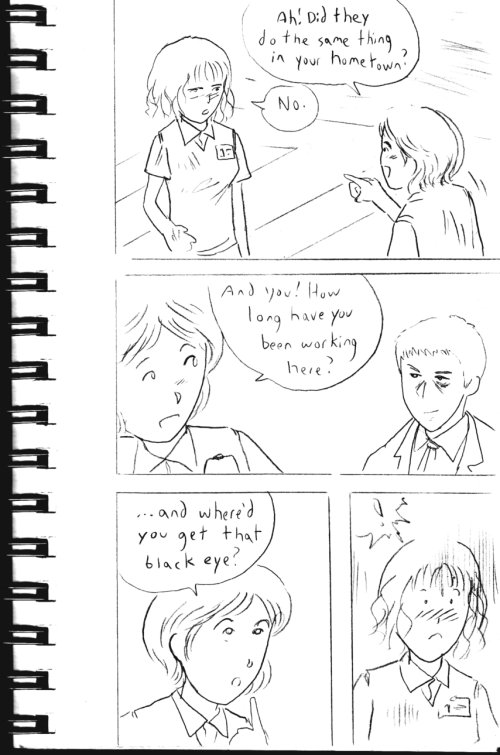 Ah! Did they
do the same thing
in your hometown?
No.
And you! How
long have you
been working
here?
...and where'd
you get that
black eye?